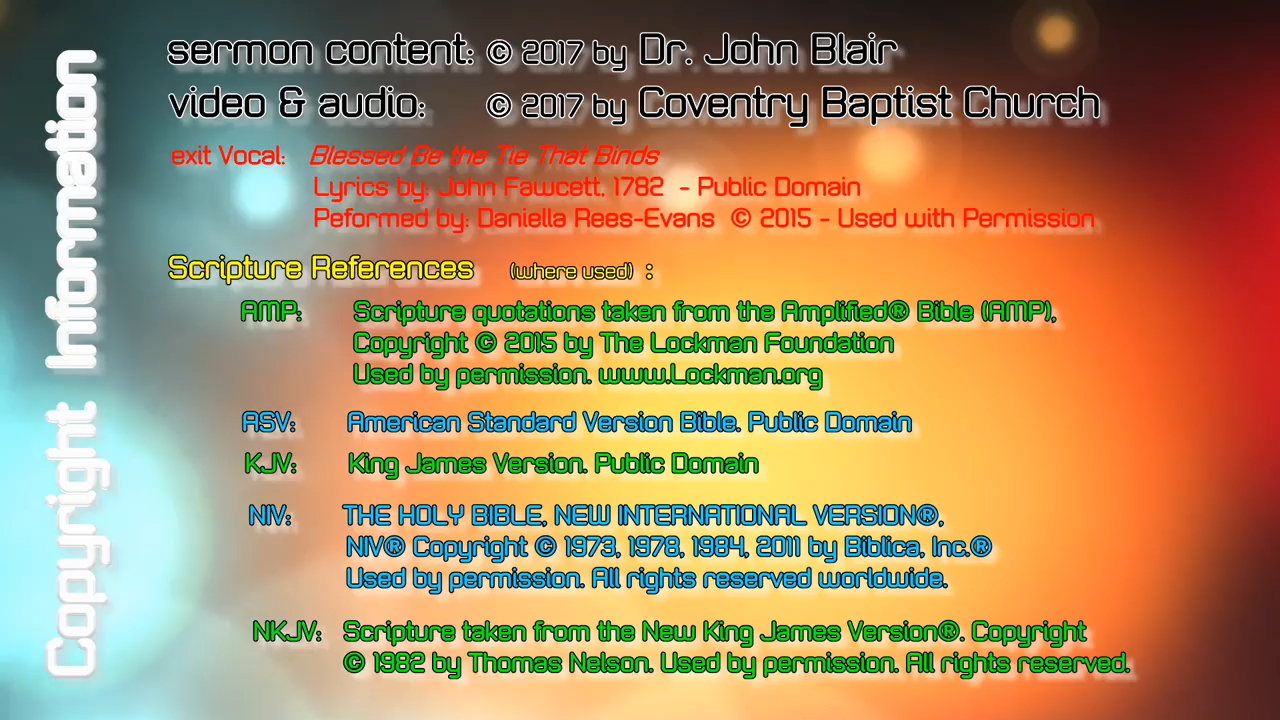 Copyright Information
sermon content: © 2017 by Dr. John Blair
video & audio: © 2017 by Coventry Baptist Church
exit Vocal: Blessed Be the Tie That Binds
Lyrics by: John Fawcett, 1782 - Public Domain
Peformed by: Daniella Rees-Evans © 2015 - Used with Permission
Scripture References (where used) :
AMP: Scripture quotations taken from the Amplified® Bible (AMP),
Copyright © 2015 by The Lockman Foundation
Used by permission. www.Lockman.org
ASV: American Standard Version Bible. Public Domain
KJV: King James Version. Public Domain
NIV: THE HOLY BIBLE, NEW INTERNATIONAL VERSION®,
NIV® Copyright © 1973, 1978, 1984, 2011 by Biblica, Inc.®
Used by permission. All rights reserved worldwide.
NKJV: Scripture taken from the New King James Version®. Copyright
© 1982 by Thomas Nelson. Used by permission. All rights reserved.